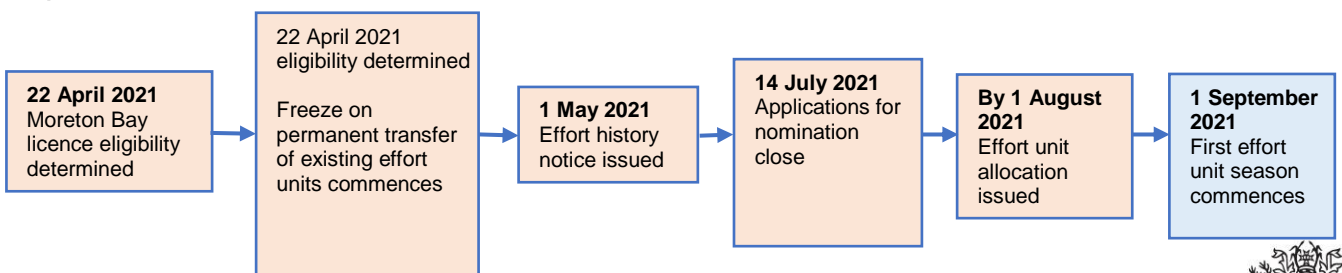 22 April 2021
Moreton Bay
licence eligibility
determined
22 April 2021
eligibility determined
Freeze on
permanent transfer
of existing effort
units commences
1 May 2021
Effort history
notice issued
14 July 2021
Applications for
nomination
close
By 1 August
2021
Effort unit
allocation
issued
1 September
2021
First effort
unit season
commences